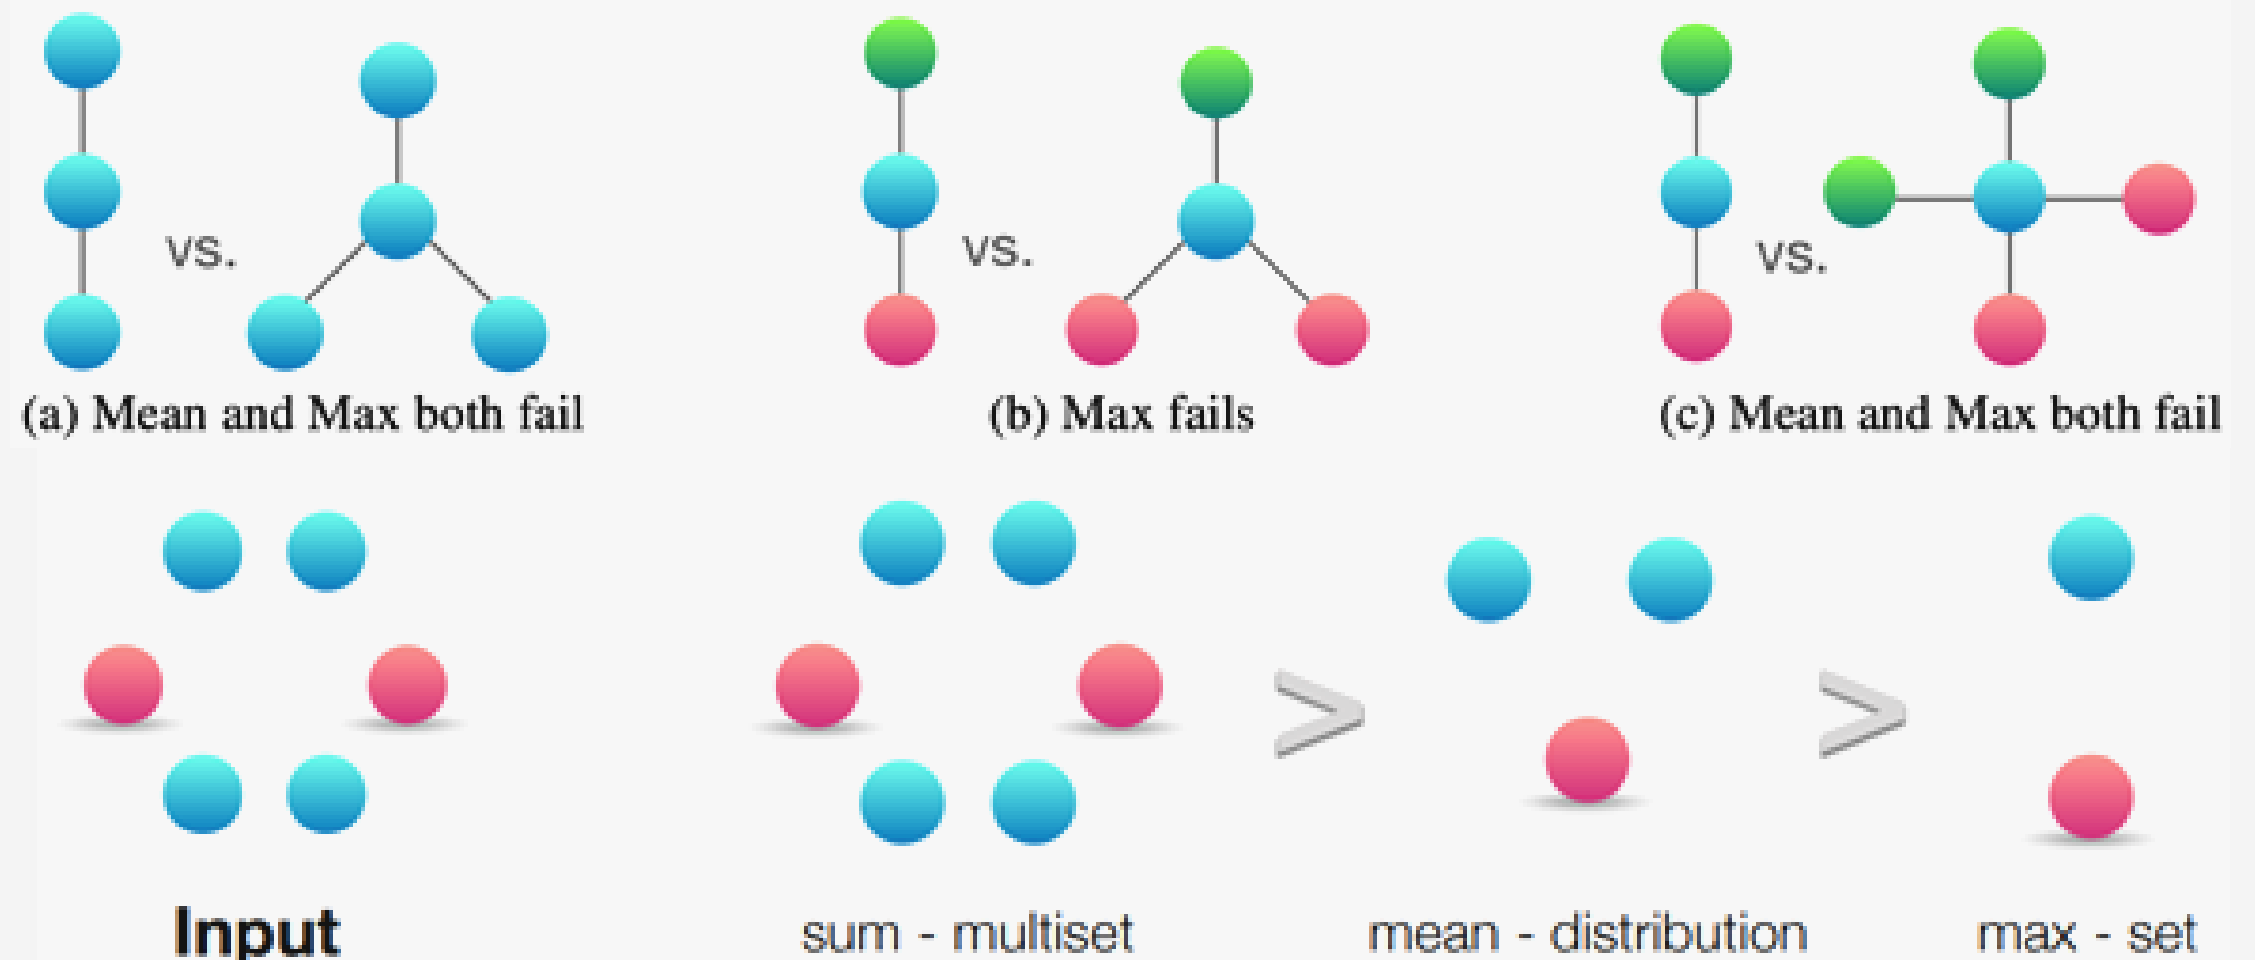 vs.
vs.
vs.
(a) Mean and Max both fail
(b) Max fails
(c) Mean and Max both fail
>
>
Input
sum - multiset
mean - distribution
max - set